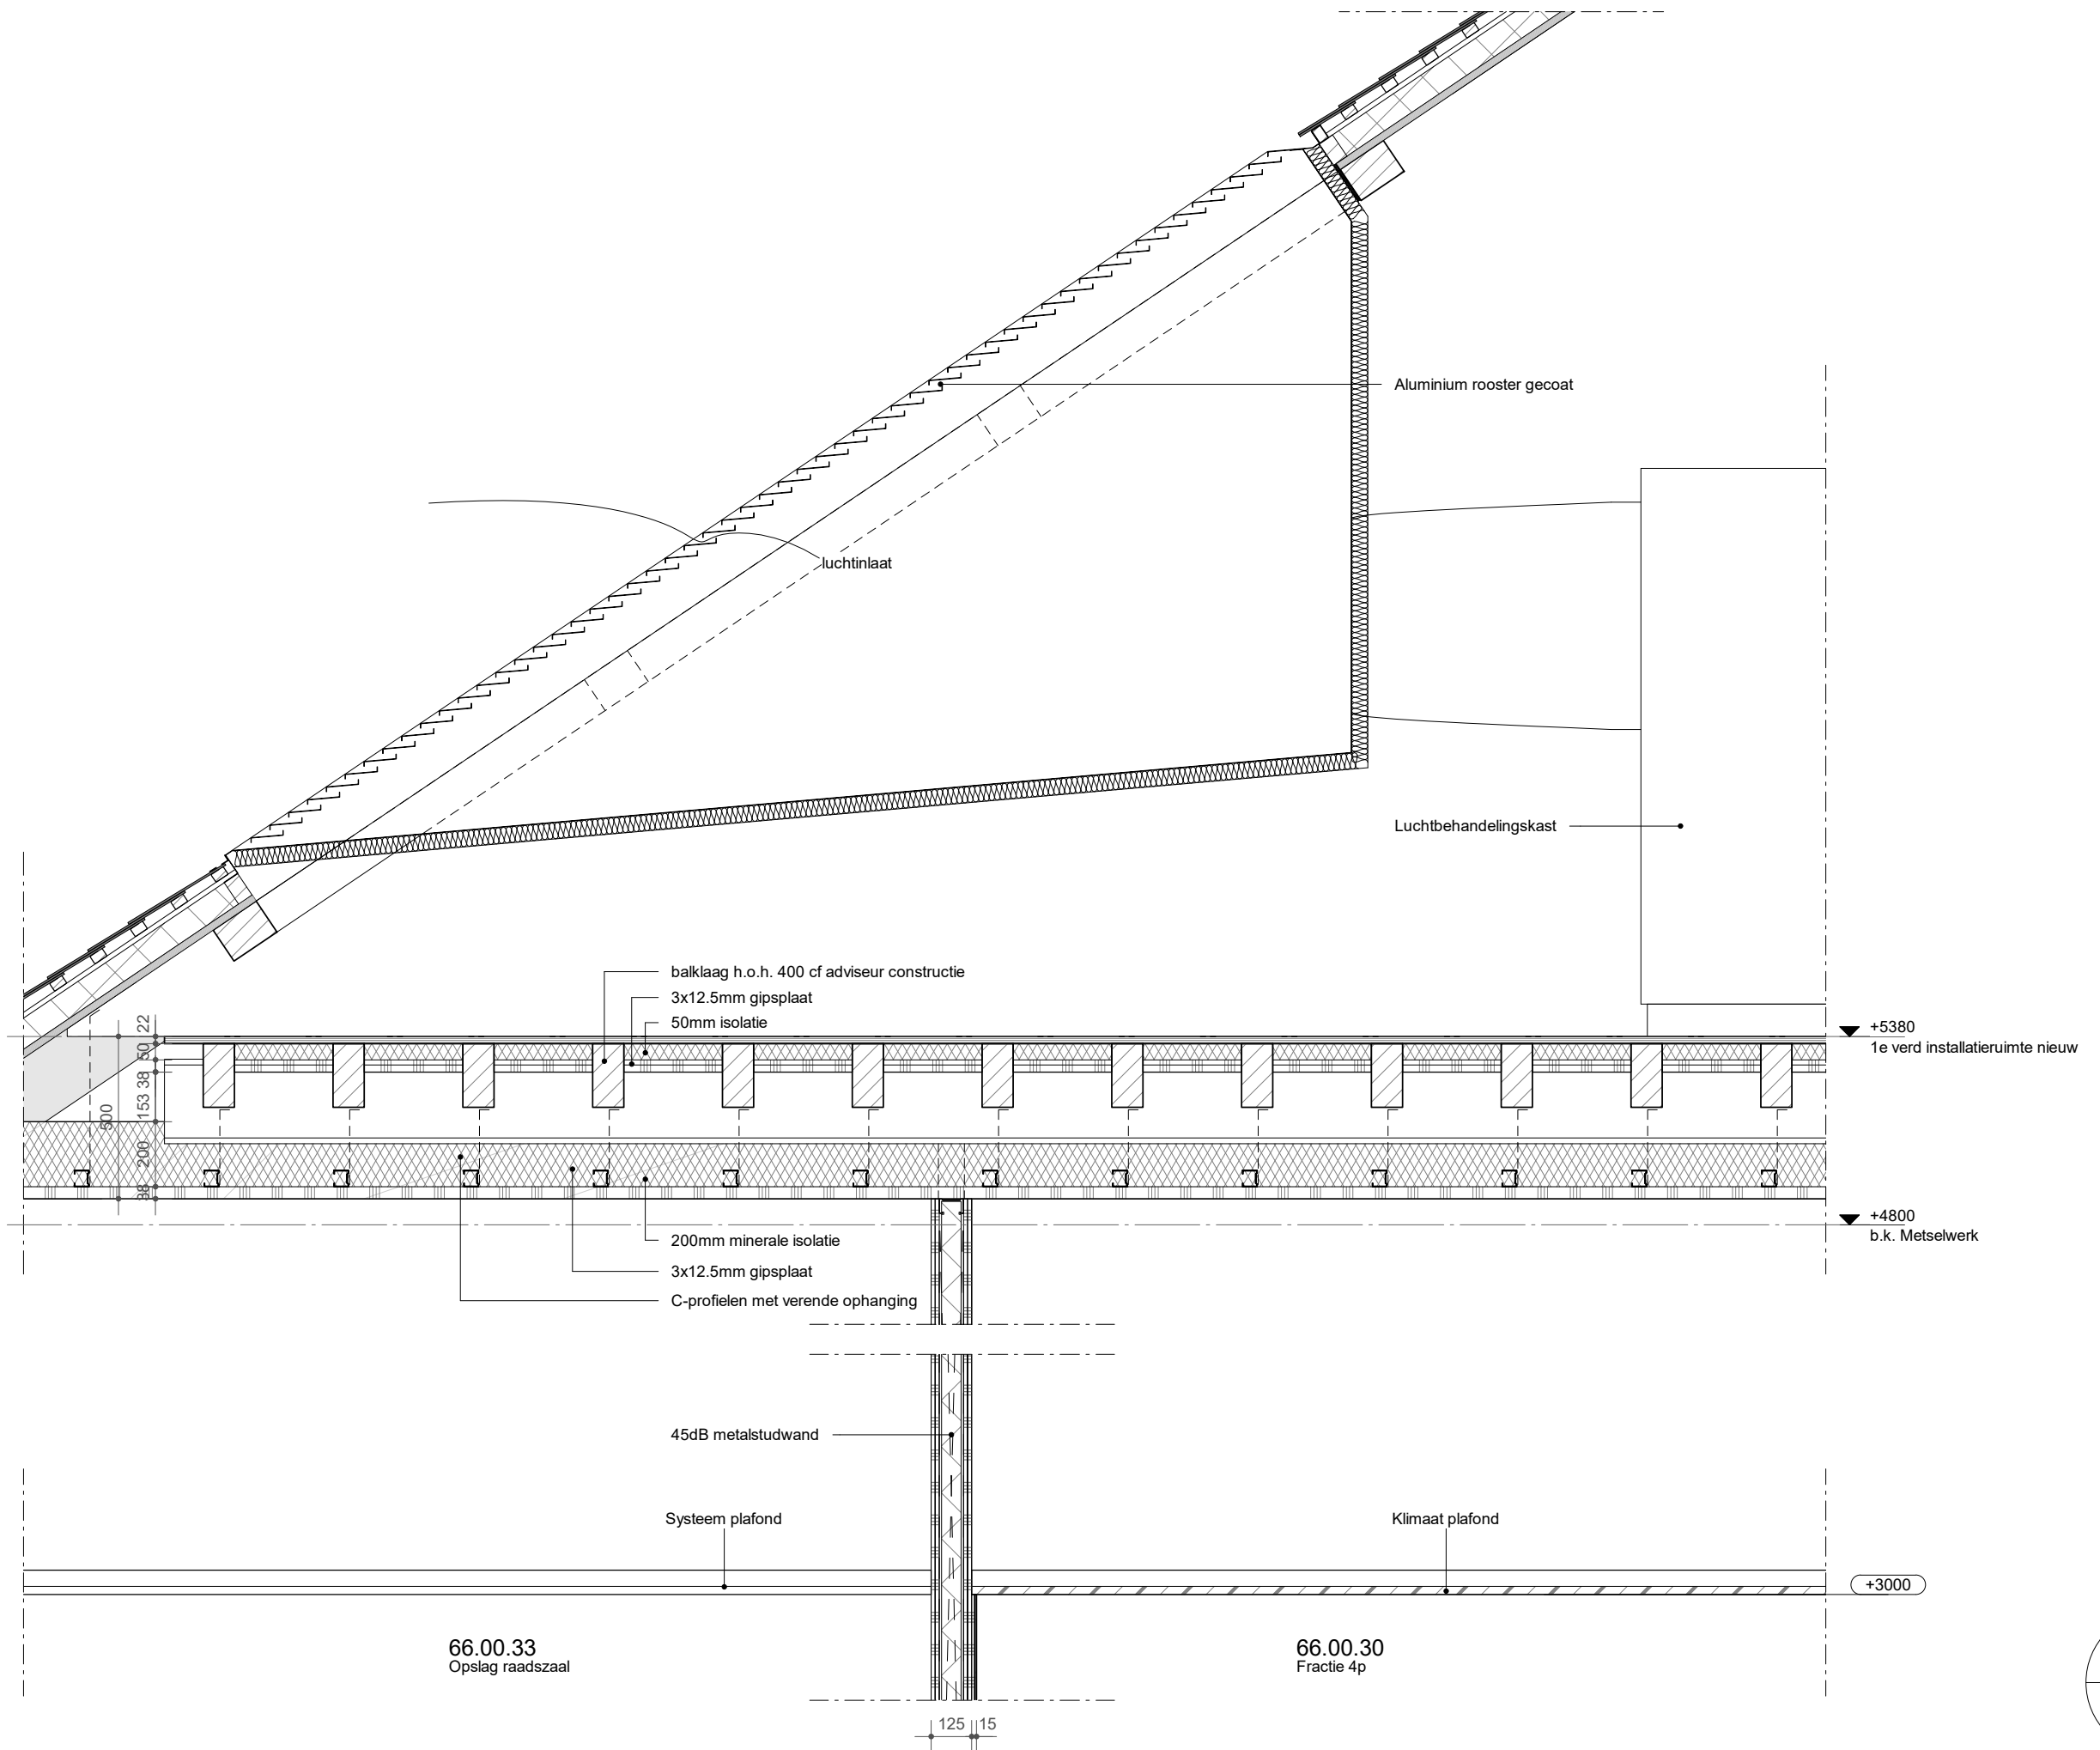 Aluminium rooster gecoat
luchtinlaat
Luchtbehandelingskast
balklaag h.o.h. 400 cf adviseur constructie
3x12.5mm gipsplaat
50mm isolatie
22
50
38
153
200
38
500
+5380
1e verd installatieruimte nieuw
+4800
b.k. Metselwerk
200mm minerale isolatie
3x12.5mm gipsplaat
C-profielen met verende ophanging
45dB metalstudwand
Systeem plafond
Klimaat plafond
+3000
66.00.33
Opslag raadszaal
66.00.30
Fractie 4p
125 15